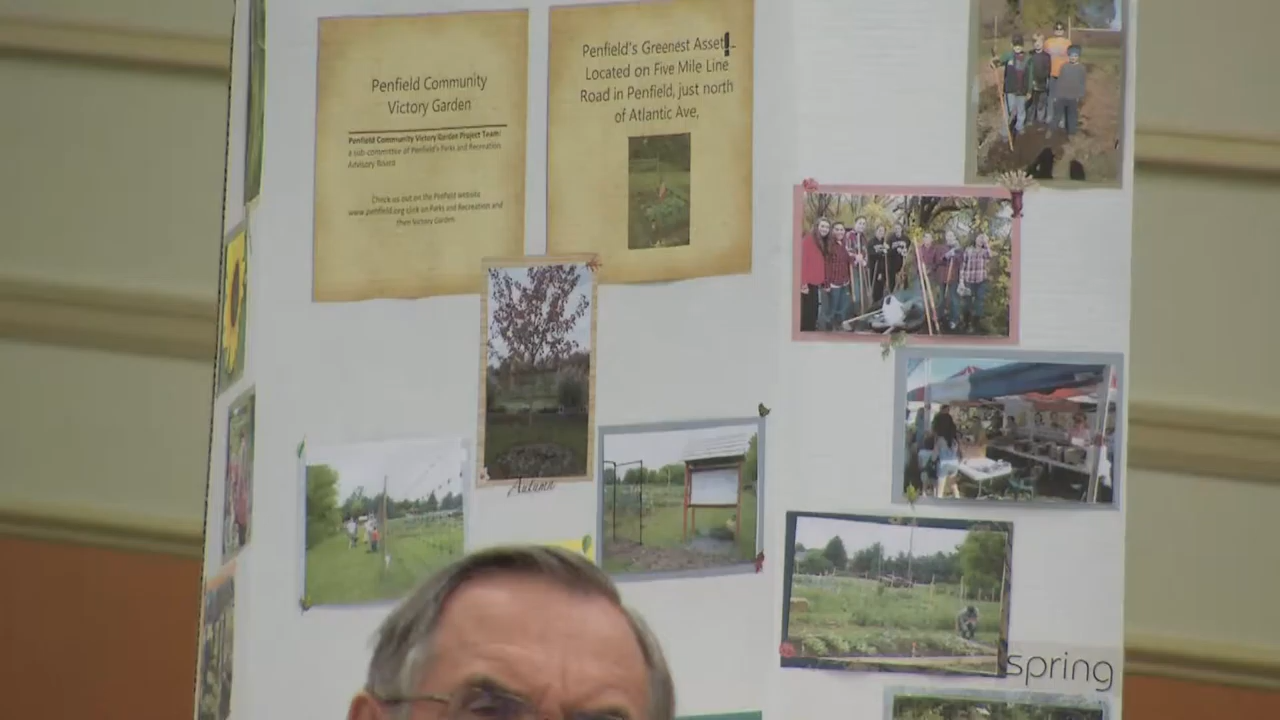 Penfield Community
Victory Garden
Penfield Community Victory Garden Project Team:
a sub-committee of Penfield's Parks and Recreation
Advisory Board
Check us out on the Penfield website
www.penfield.org click on Parks and Recreation and
then Victory Garden
Penfield's Greenest Asset!
Located on Five Mile Line
Road in Penfield, just north
of Atlantic Ave,
Autumn
spring